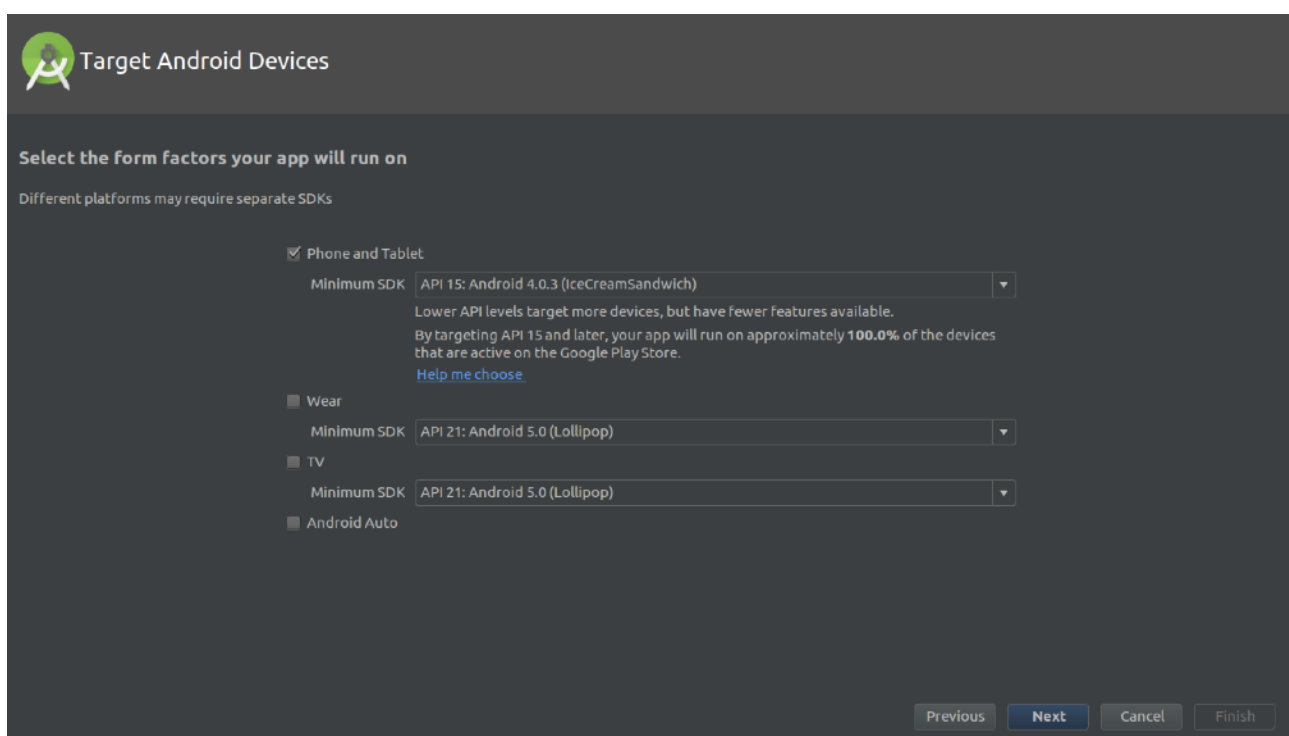 Target Android Devices
Select the form factors your app will run on
Different platforms may require separate SDKs
Phone and Tablet
Minimum SDK API 15: Android 4.0.3 (IceCreamSandwich)
Lower API levels target more devices, but have fewer features available.
By targeting API 15 and later, your app will run on approximately 100.0% of the devices
that are active on the Google Play Store.
Help me choose
Wear
Minimum SDK API 21: Android 5.0 (Lollipop)
TV
Minimum SDK API 21: Android 5.0 (Lollipop)
Android Auto
Previous Next Cancel Finish